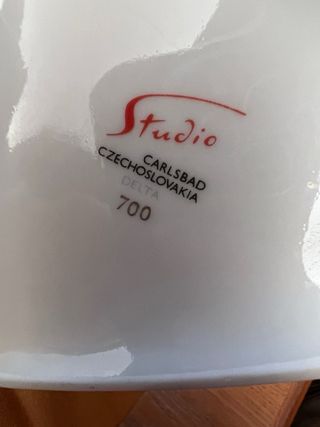 Studio
CARLSBAD
CZECHOSLOVAKIA
DELTA
700